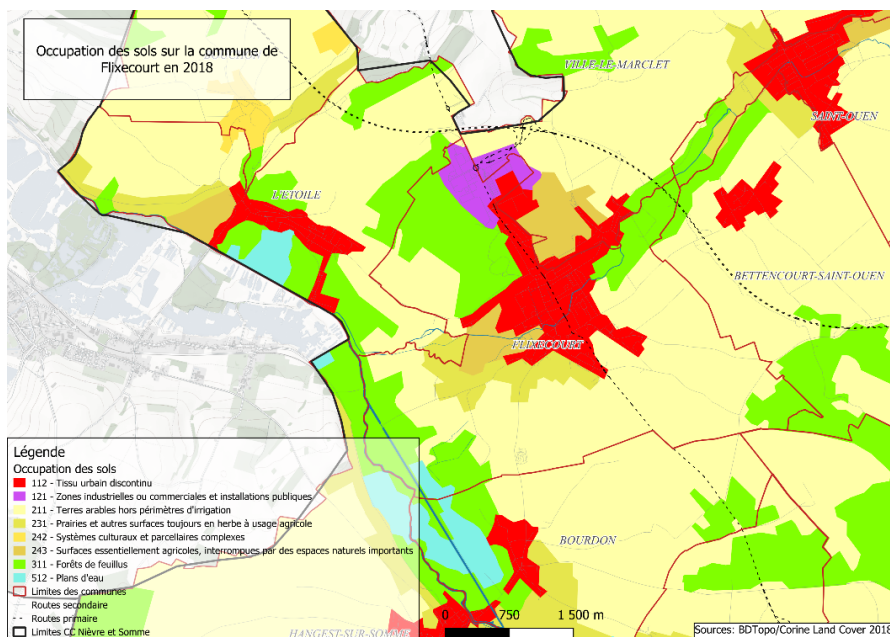 Occupation des sols sur la commune de
Flixecourt en 2018
VILLE-LE-MARCLET
SAINT-OUEN
L'ETOILE
BETTENCOURT-SAINT-OUEN
FLIXECOURT
BOURDON
HANGEST-SUR-SOMME
Légende
Occupation des sols
112 - Tissu urbain discontinu
121 - Zones industrielles ou commerciales et installations publiques
211 - Terres arables hors périmètres d'irrigation
231 - Prairies et autres surfaces toujours en herbe à usage agricole
242 - Systèmes culturaux et parcellaires complexes
243 - Surfaces essentiellement agricoles, interrompues par des espaces naturels importants
311 - Forêts de feuillus
512 - Plans d'eau
Limites des communes
Routes secondaire
Routes primaire
Limites CC Nièvre et Somme
0 750 1 500 m
Sources: BDTopo/Corine Land Cover 2018